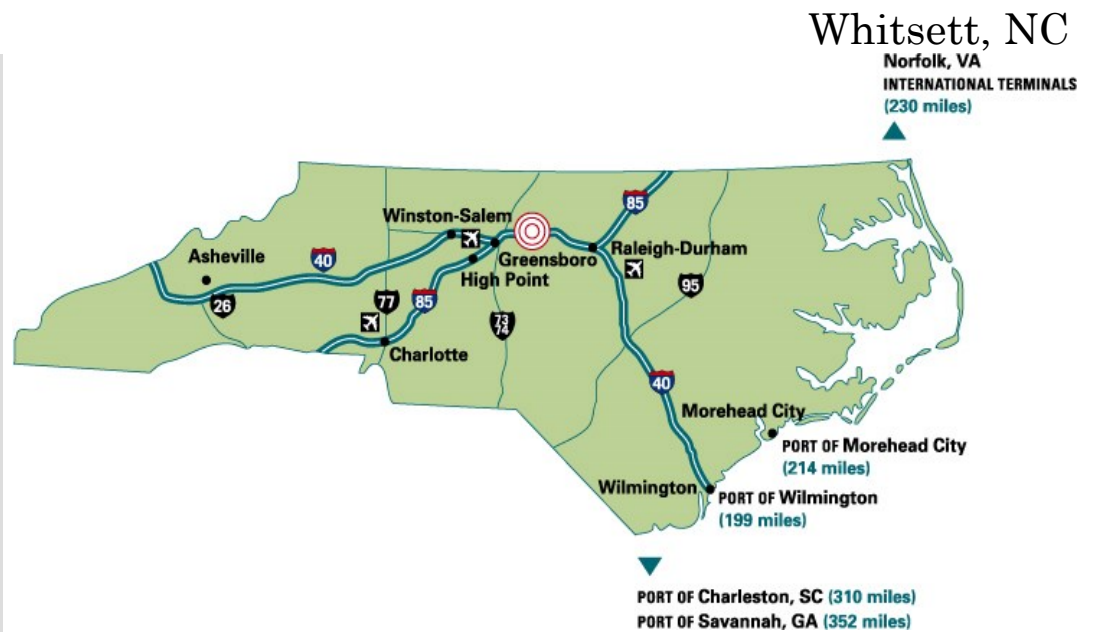 Whitsett, NC
Norfolk, VA
INTERNATIONAL TERMINALS
(230 miles)
85
Winston-Salem
Asheville
40
Greensboro
Raleigh-Durham
High Point
26
77
85
95
73
74
Charlotte
40
Morehead City
PORT OF Morehead City
(214 miles)
Wilmington
PORT OF Wilmington
(199 miles)
PORT OF Charleston, SC (310 miles)
PORT OF Savannah, GA (352 miles)